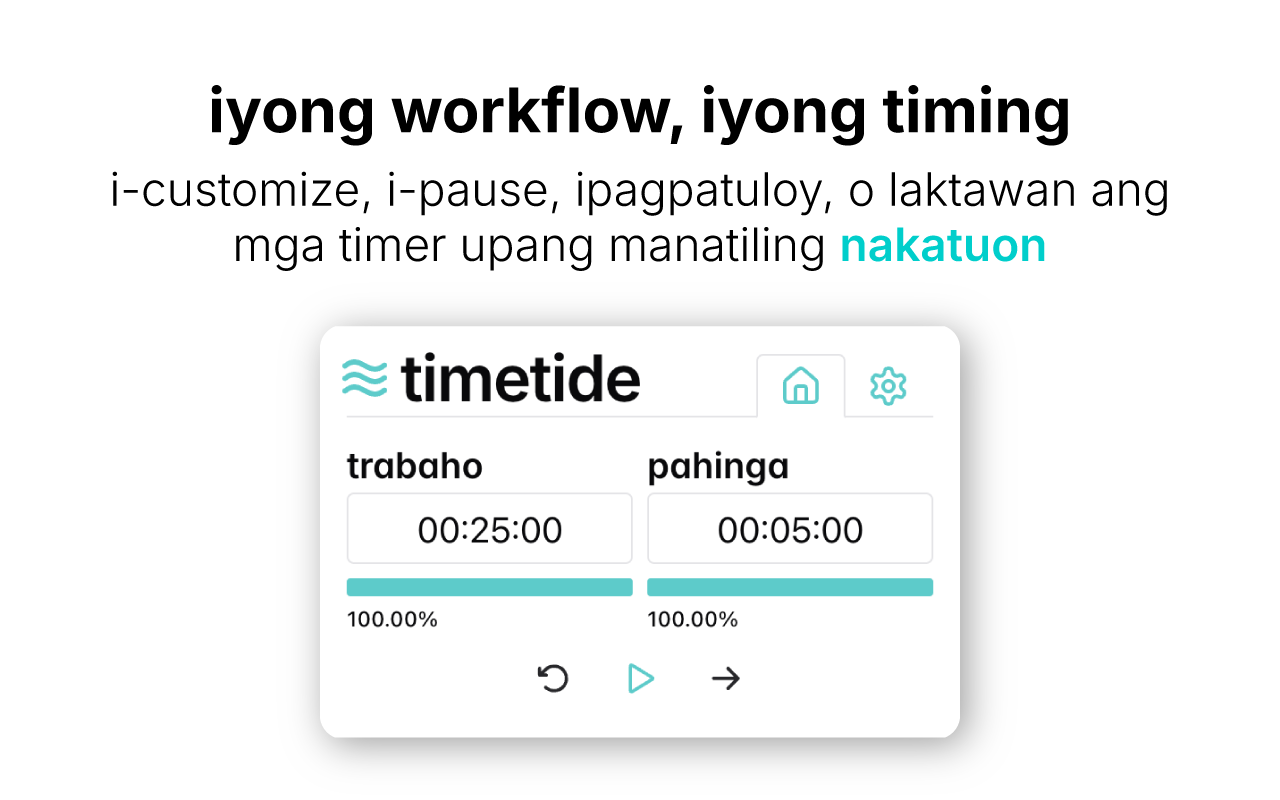 iyong workflow, iyong timing
i-customize, i-pause, ipagpatuloy, o laktawan ang
mga timer upang manatiling nakatuon
timetide
trabaho
pahinga
00:25:00
00:05:00
100.00%
100.00%